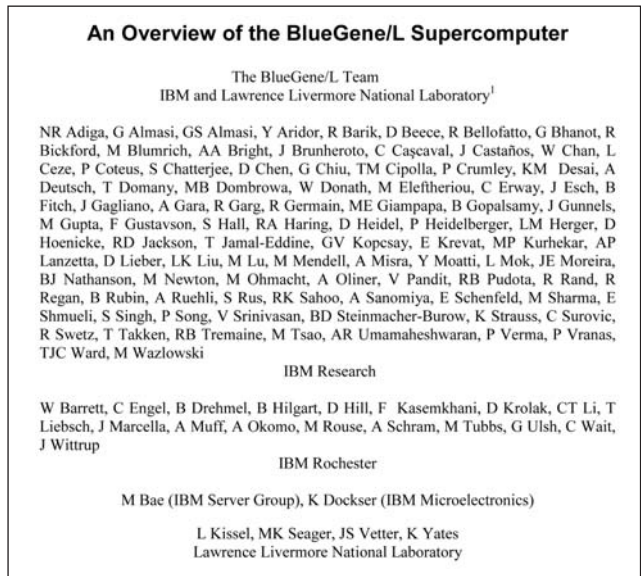 An Overview of the BlueGene/L Supercomputer
The BlueGene/L Team
IBM and Lawrence Livermore National Laboratory1
NR Adiga, G Almasi, GS Almasi, Y Aridor, R Barik, D Beece, R Bellofatto, G Bhanot, R
Bickford, M Blumrich, AA Bright, J Brunheroto, C Caşcaval, J Castaños, W Chan, L
Ceze, P Coteus, S Chatterjee, D Chen, G Chiu, TM Cipolla, P Crumley, KM Desai, A
Deutsch, T Domany, MB Dombrowa, W Donath, M Eleftheriou, C Erway, J Esch, B
Fitch, J Gagliano, A Gara, R Garg, R Germain, ME Giampapa, B Gopalsamy, J Gunnels,
M Gupta, F Gustavson, S Hall, RA Haring, D Heidel, P Heidelberger, LM Herger, D
Hoenicke, RD Jackson, T Jamal-Eddine, GV Kopcsay, E Krevat, MP Kurhekar, AP
Lanzetta, D Lieber, LK Liu, M Lu, M Mendell, A Misra, Y Moatti, L Mok, JE Moreira,
BJ Nathanson, M Newton, M Ohmacht, A Oliner, V Pandit, RB Pudota, R Rand, R
Regan, B Rubin, A Ruehli, S Rus, RK Sahoo, A Sanomiya, E Schenfeld, M Sharma, E
Shmueli, S Singh, P Song, V Srinivasan, BD Steinmacher-Burow, K Strauss, C Surovic,
R Swetz, T Takken, RB Tremaine, M Tsao, AR Umamaheshwaran, P Verma, P Vranas,
TJC Ward, M Wazlowski
IBM Research
W Barrett, C Engel, B Drehmel, B Hilgart, D Hill, F Kasemkhani, D Krolak, CT Li, T
Liebsch, J Marcella, A Muff, A Okomo, M Rouse, A Schram, M Tubbs, G Ulsh, C Wait,
J Wittrup
IBM Rochester
M Bae (IBM Server Group), K Dockser (IBM Microelectronics)
L Kissel, MK Seager, JS Vetter, K Yates
Lawrence Livermore National Laboratory